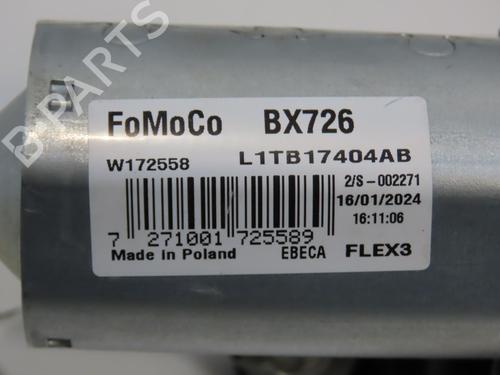 B PARTS
FoMoCo BX726
W172558 L1TB17404AB
2/S-002271
16/01/2024
16:11:06
7 271001 725589
Made in Poland EBECA FLEX3